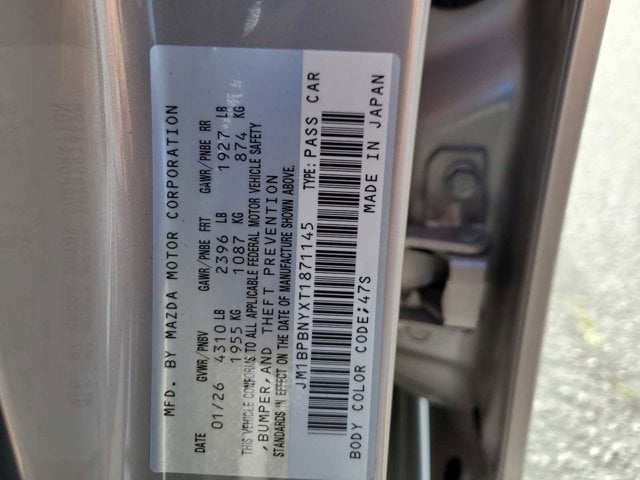 MFD. BY MAZDA MOTOR CORPORATION
DATE GVWR/PNBV GAWR/PNBE FRT GAWR/PNBE RR
01/26 4310 LB 2396 LB 1927 LB
1955 KG 1087 KG 874 KG
THIS VEHICLE CONFORMS TO ALL APPLICABLE FEDERAL MOTOR VEHICLE SAFETY
,BUMPER,AND THEFT PREVENTION
STANDARDS IN EFFECT ON THE DATE OF MANUFACTURE SHOWN ABOVE.
JM1BPBNYXT1871145 TYPE: PASS CAR
BODY COLOR CODE;47S MADE IN JAPAN